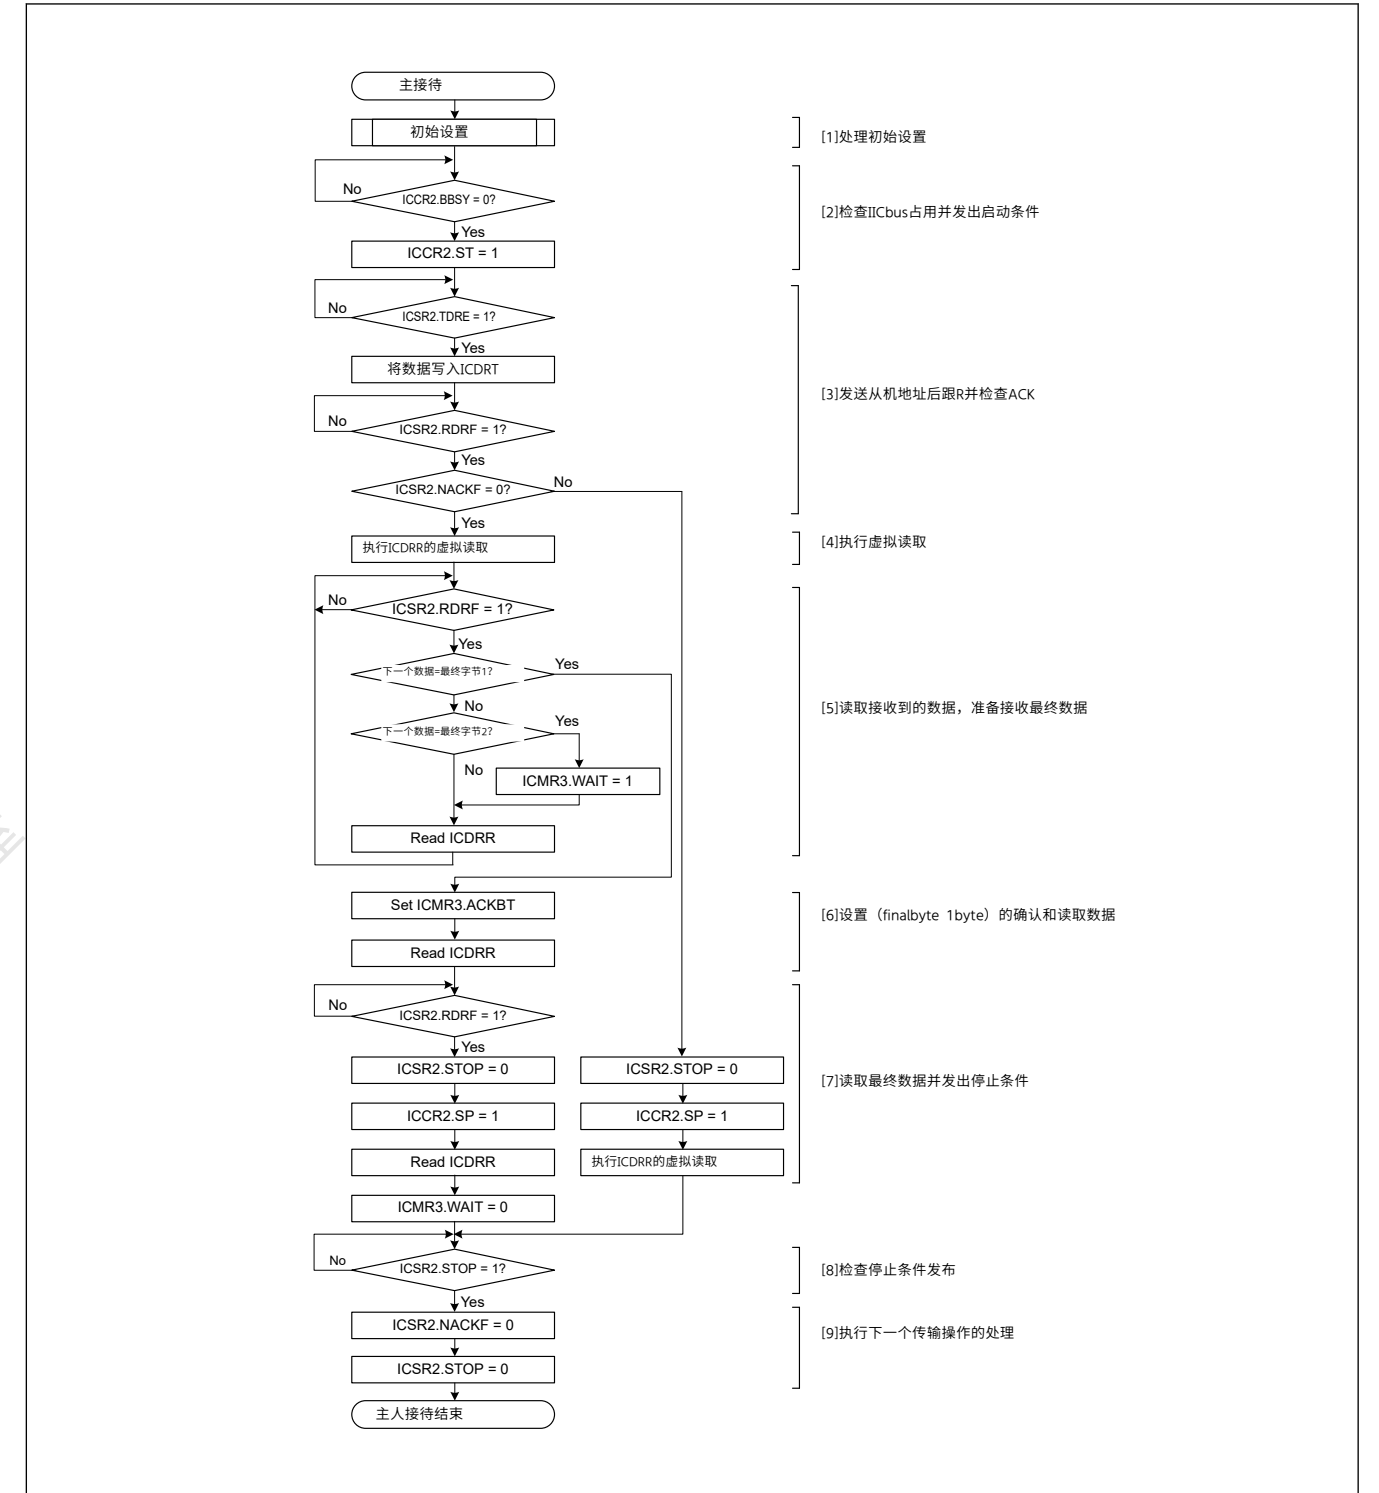 主接待
初始设置
[1]处理初始设置
No
ICCR2.BBSY = 0?
[2]检查IICbus占用并发出启动条件
Yes
ICCR2.ST = 1
No
ICSR2.TDRE = 1?
Yes
将数据写入ICDRT
[3]发送从机地址后跟R并检查ACK
No
ICSR2.RDRF = 1?
Yes
ICSR2.NACKF = 0?
No
Yes
执行ICDRR的虚拟读取
[4]执行虚拟读取
No
ICSR2.RDRF = 1?
Yes
下一个数据=最终字节1?
Yes
No
[5]读取接收到的数据，准备接收最终数据
下一个数据=最终字节2?
Yes
No
ICMR3.WAIT = 1
Read ICDRR
Set ICMR3.ACKBT
[6]设置（finalbyte 1byte）的确认和读取数据
Read ICDRR
No
ICSR2.RDRF = 1?
Yes
ICSR2.STOP = 0
ICSR2.STOP = 0
[7]读取最终数据并发出停止条件
ICCR2.SP = 1
ICCR2.SP = 1
Read ICDRR
执行ICDRR的虚拟读取
ICMR3.WAIT = 0
No
ICSR2.STOP = 1?
[8]检查停止条件发布
Yes
ICSR2.NACKF = 0
[9]执行下一个传输操作的处理
ICSR2.STOP = 0
主人接待结束